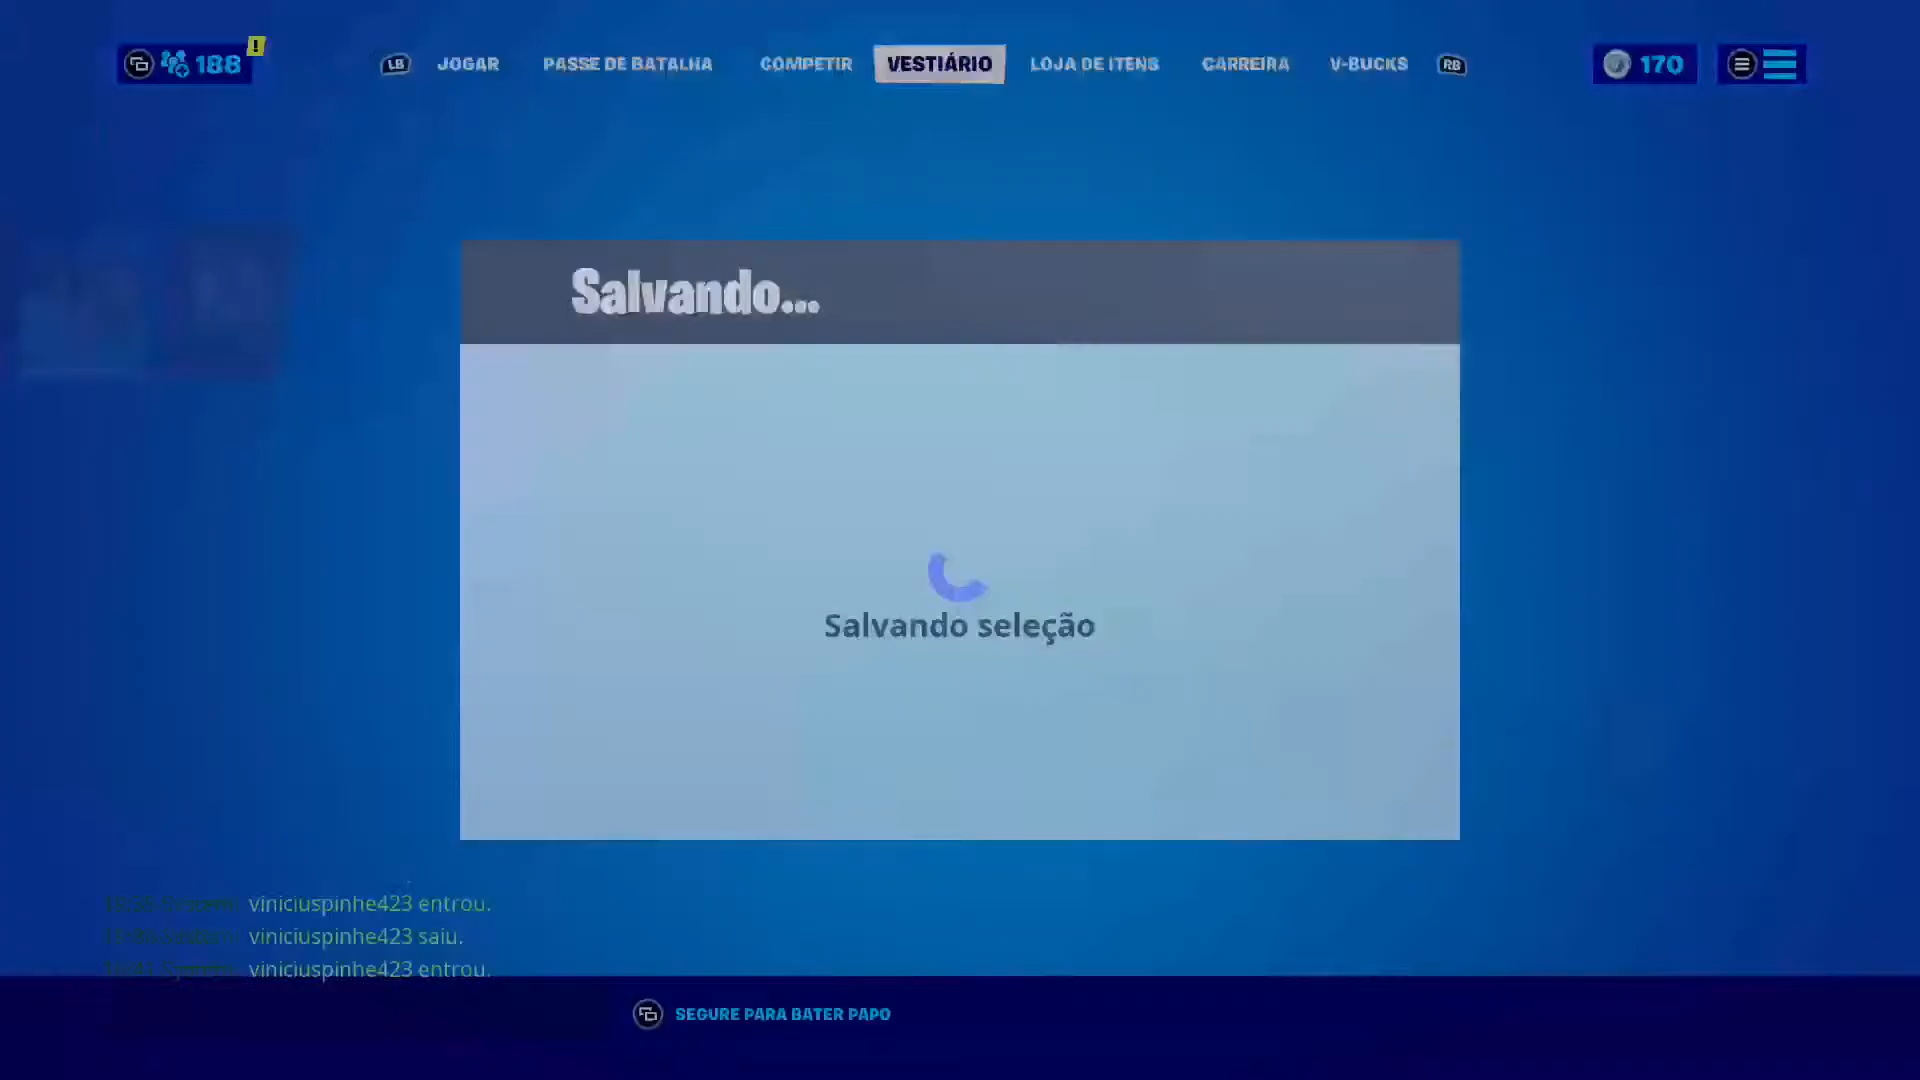 188
!
LB
JOGAR
PASSE DE BATALHA
COMPETIR
VESTIÁRIO
LOJA DE ITENS
CARREIRA
V-BUCKS
RB
170
Salvando...
Salvando seleção
viniciuspinhe423 entrou.
viniciuspinhe423 saiu.
viniciuspinhe423 entrou.
SEGURE PARA BATER PAPO